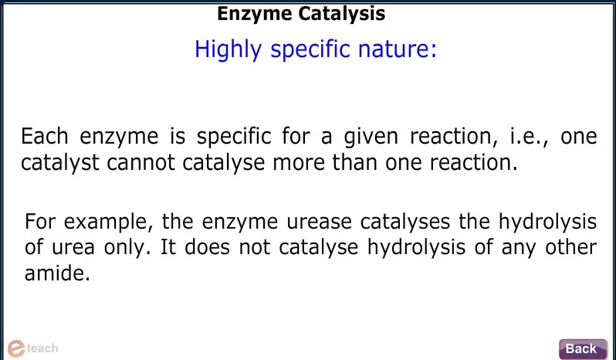 Enzyme Catalysis
Highly specific nature:
Each enzyme is specific for a given reaction, i.e., one
catalyst cannot catalyse more than one reaction.
For example, the enzyme urease catalyses the hydrolysis
of urea only. It does not catalyse hydrolysis of any other
amide.
e teach
Back